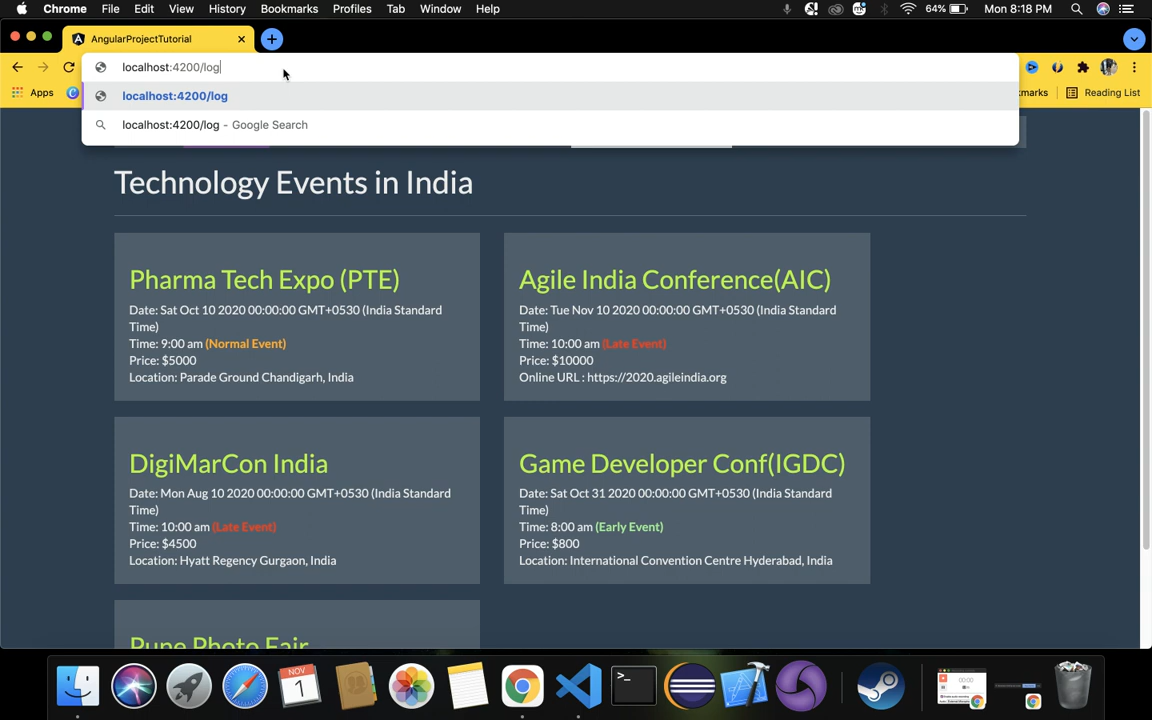 Chrome File Edit View History Bookmarks Profiles Tab Window Help 64% Mon 8:18 PM
AngularProjectTutorial
localhost:4200/log
Apps kmarks Reading List
localhost:4200/log
localhost:4200/log - Google Search
Technology Events in India
Pharma Tech Expo (PTE)
Date: Sat Oct 10 2020 00:00:00 GMT+0530 (India Standard
Time)
Time: 9:00 am (Normal Event)
Price: $5000
Location: Parade Ground Chandigarh, India
Agile India Conference(AIC)
Date: Tue Nov 10 2020 00:00:00 GMT+0530 (India Standard
Time)
Time: 10:00 am (Late Event)
Price: $10000
Online URL : https://2020.agileindia.org
DigiMarCon India
Date: Mon Aug 10 2020 00:00:00 GMT+0530 (India Standard
Time)
Time: 10:00 am (Late Event)
Price: $4500
Location: Hyatt Regency Gurgaon, India
Game Developer Conf(IGDC)
Date: Sat Oct 31 2020 00:00:00 GMT+0530 (India Standard
Time)
Time: 8:00 am (Early Event)
Price: $800
Location: International Convention Centre Hyderabad, India
Pune Photo Fair
NOV
1
00:00